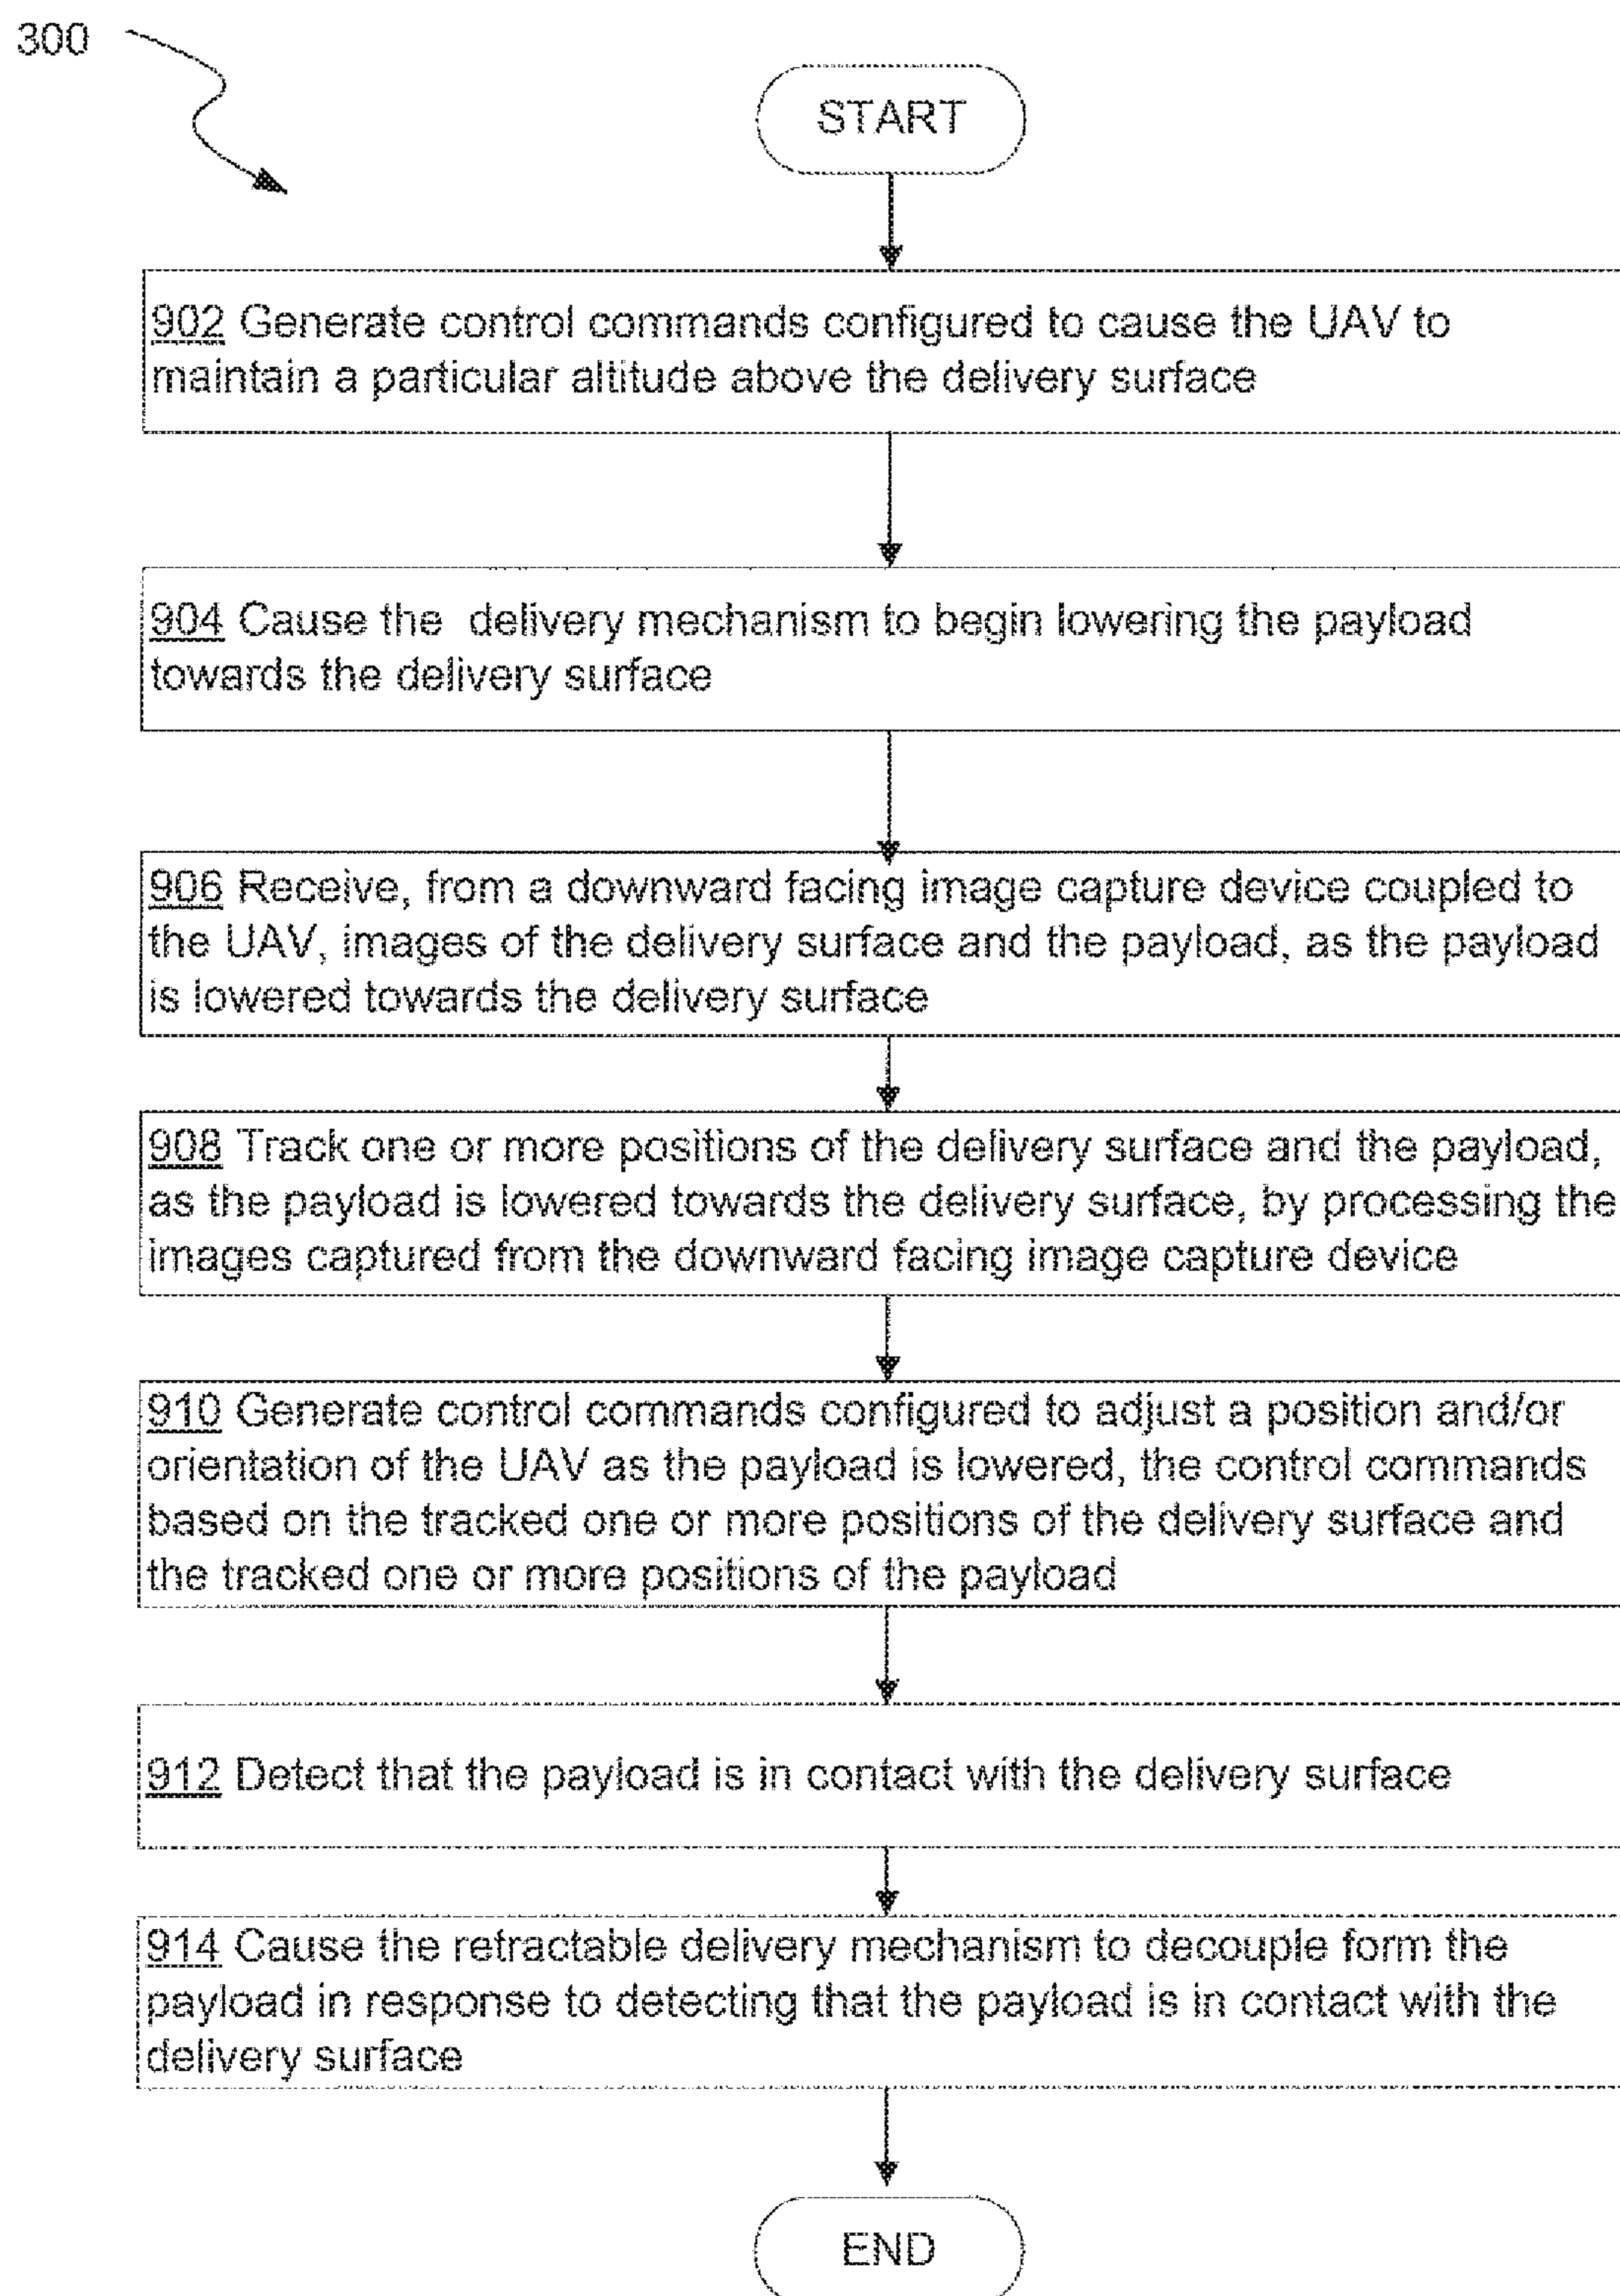 300
START
902 Generate control commands configured to cause the UAV to
maintain a particular altitude above the delivery surface
904 Cause the delivery mechanism to begin lowering the payload
towards the delivery surface
906 Receive, from a downward facing image capture device coupled to
the UAV, images of the delivery surface and the payload, as the payload
is lowered towards the delivery surface
908 Track one or more positions of the delivery surface and the payload,
as the payload is lowered towards the delivery surface, by processing the
images captured from the downward facing image capture device
910 Generate control commands configured to adjust a position and/or
orientation of the UAV as the payload is lowered, the control commands
based on the tracked one or more positions of the delivery surface and
the tracked one or more positions of the payload
912 Detect that the payload is in contact with the delivery surface
914 Cause the retractable delivery mechanism to decouple form the
payload in response to detecting that the payload is in contact with the
delivery surface
END